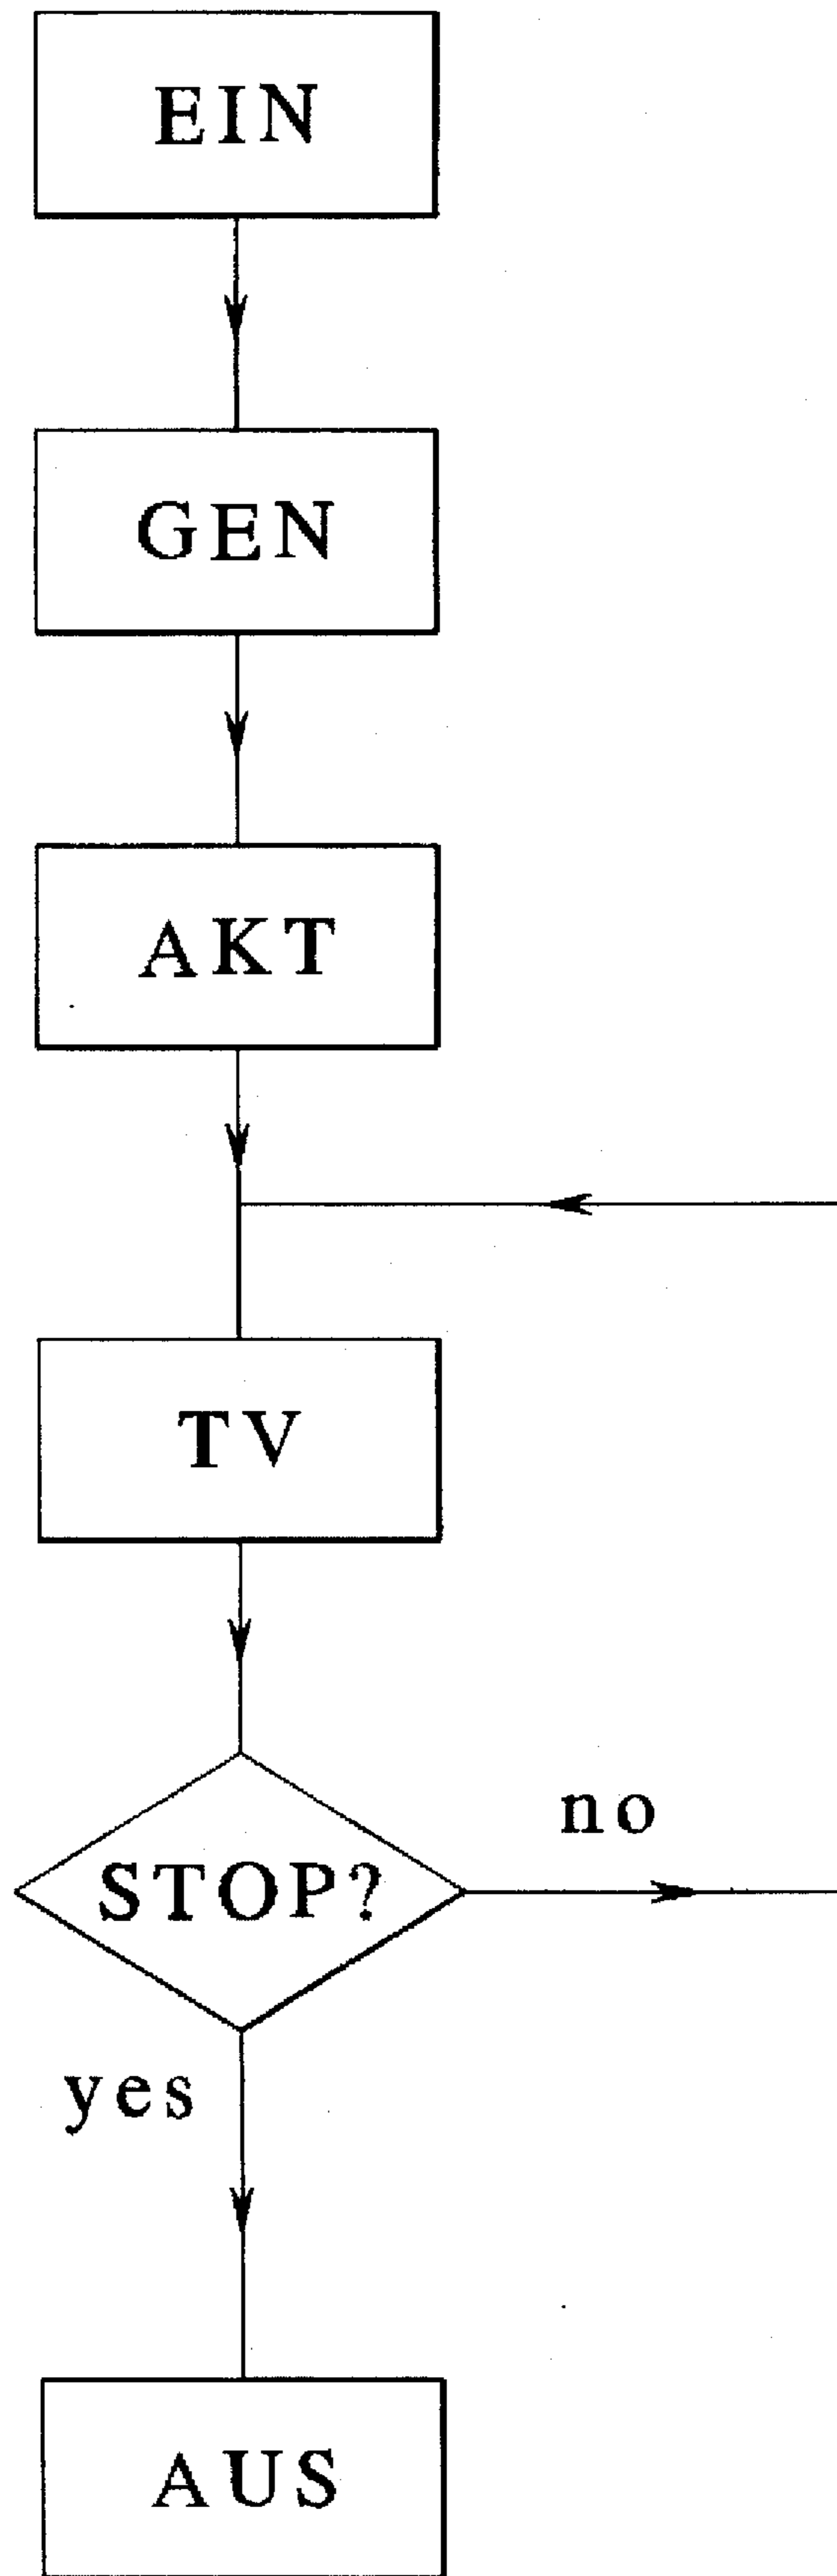 EIN
GEN
AKT
TV
no
STOP?
yes
AUS